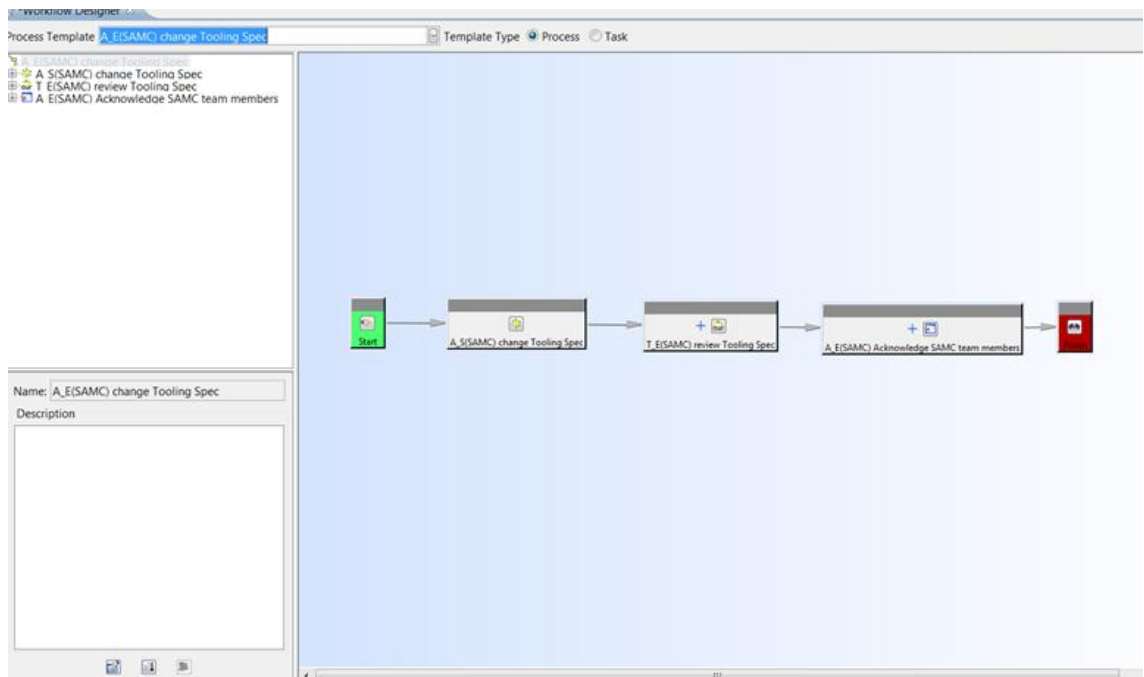 *Workflow Designer
Process Template A_E(SAMC) change Tooling Spec Template Type Process Task
A_E(SAMC) change Tooling Spec
A_S(SAMC) change Tooling Spec
T_E(SAMC) review Tooling Spec
A_E(SAMC) Acknowledge SAMC team members
Start
A_S(SAMC) change Tooling Spec
T_E(SAMC) review Tooling Spec
A_E(SAMC) Acknowledge SAMC team members
Name: A_E(SAMC) change Tooling Spec
Description